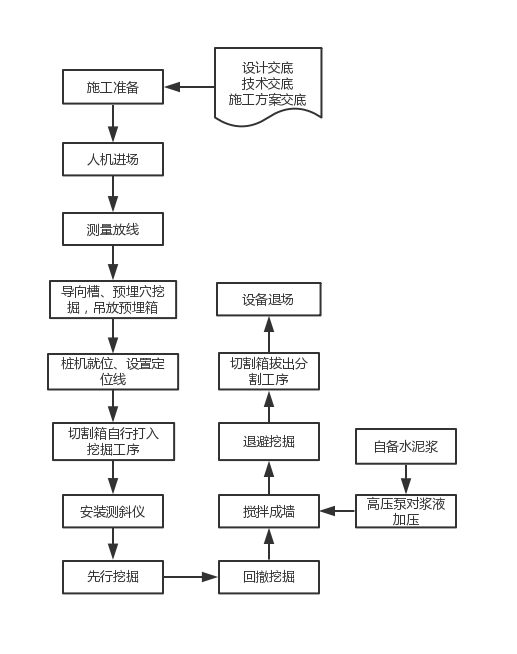 设计交底
技术交底
施工方案交底
施工准备
人机进场
测量放线
导向槽、预埋穴挖
掘，吊放预埋箱
桩机就位、设置定
位线
切割箱自行打入
挖掘工序
安装测斜仪
先行挖掘
回撤挖掘
搅拌成墙
高压泵对浆液
加压
自备水泥浆
退避挖掘
切割箱拔出分
割工序
设备退场